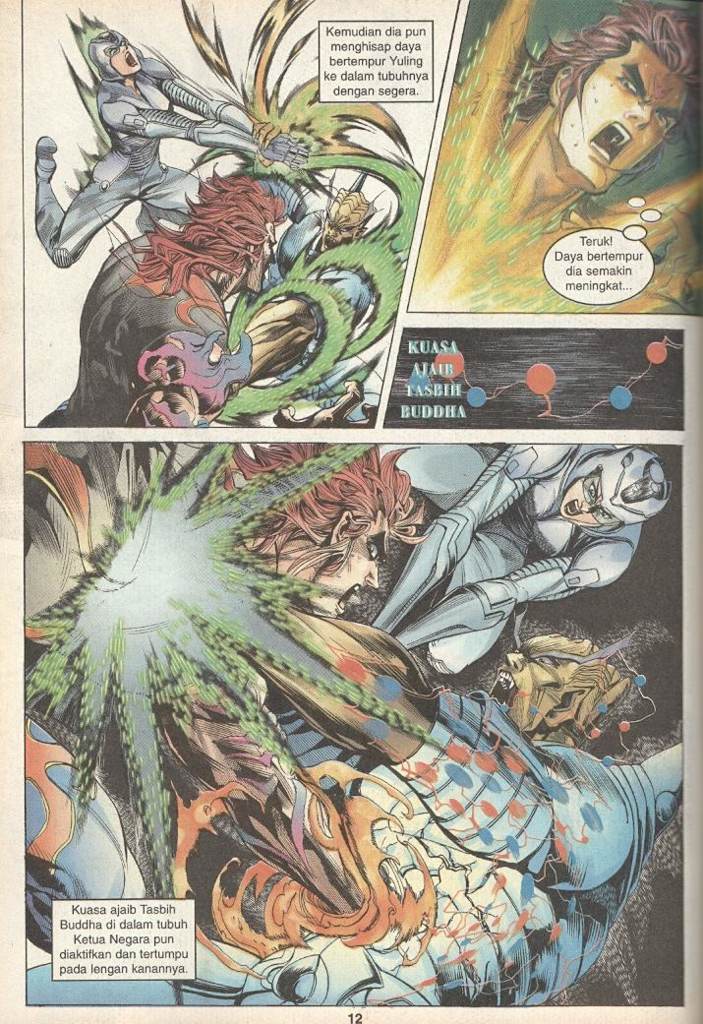 Kemudian dia pun
menghisap daya
bertempur Yuling
ke dalam tubuhnya
dengan segera.
Teruk!
Daya bertempur
dia semakin
meningkat...
KUASA
AJAIB
TASBIH
BUDDHA
Kuasa ajaib Tasbih
Buddha di dalam tubuh
Ketua Negara pun
diaktifkan dan tertumpu
pada lengan kanannya.
12